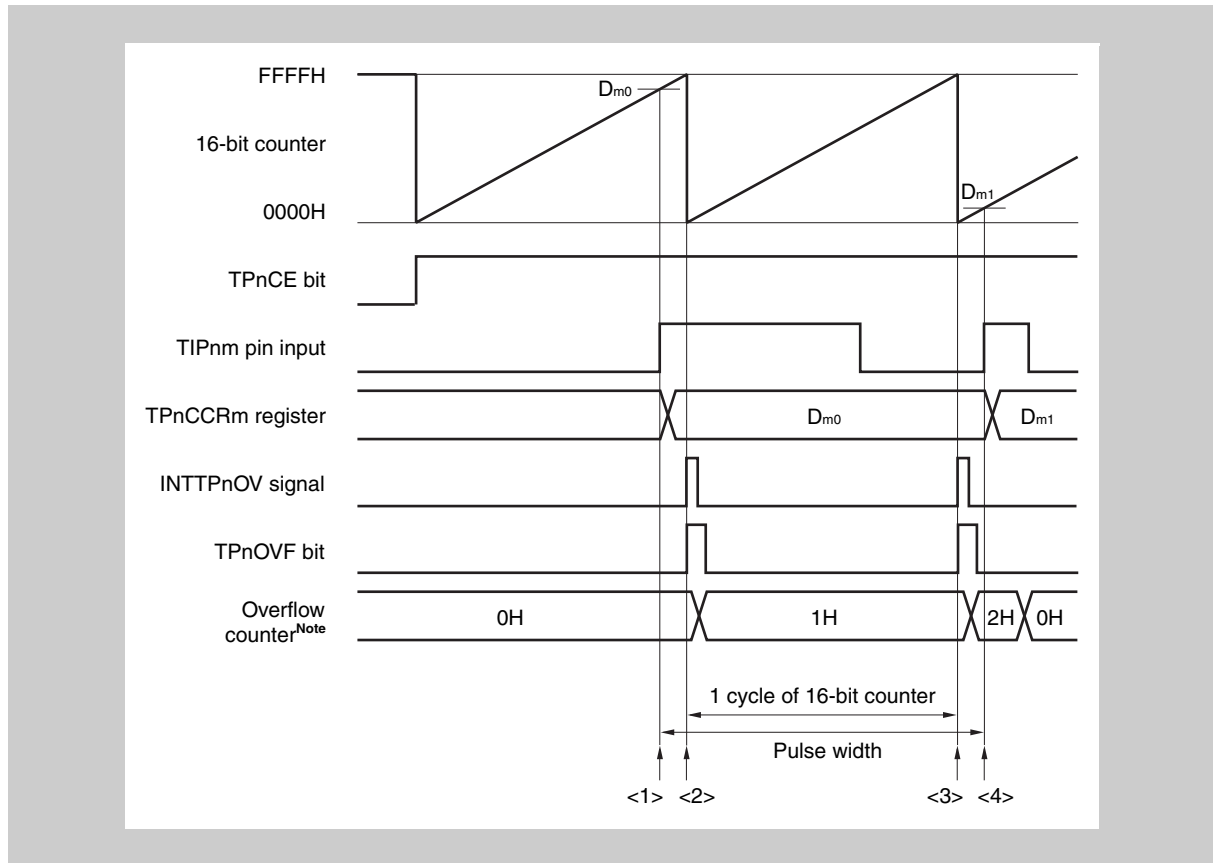 FFFFH
Dm0
16-bit counter
0000H
Dm1
TPnCE bit
TIPnm pin input
TPnCCRm register
Dm0
Dm1
INTTPnOV signal
TPnOVF bit
Overflow
counterNote
0H
1H
2H
0H
1 cycle of 16-bit counter
Pulse width
<1> <2> <3> <4>